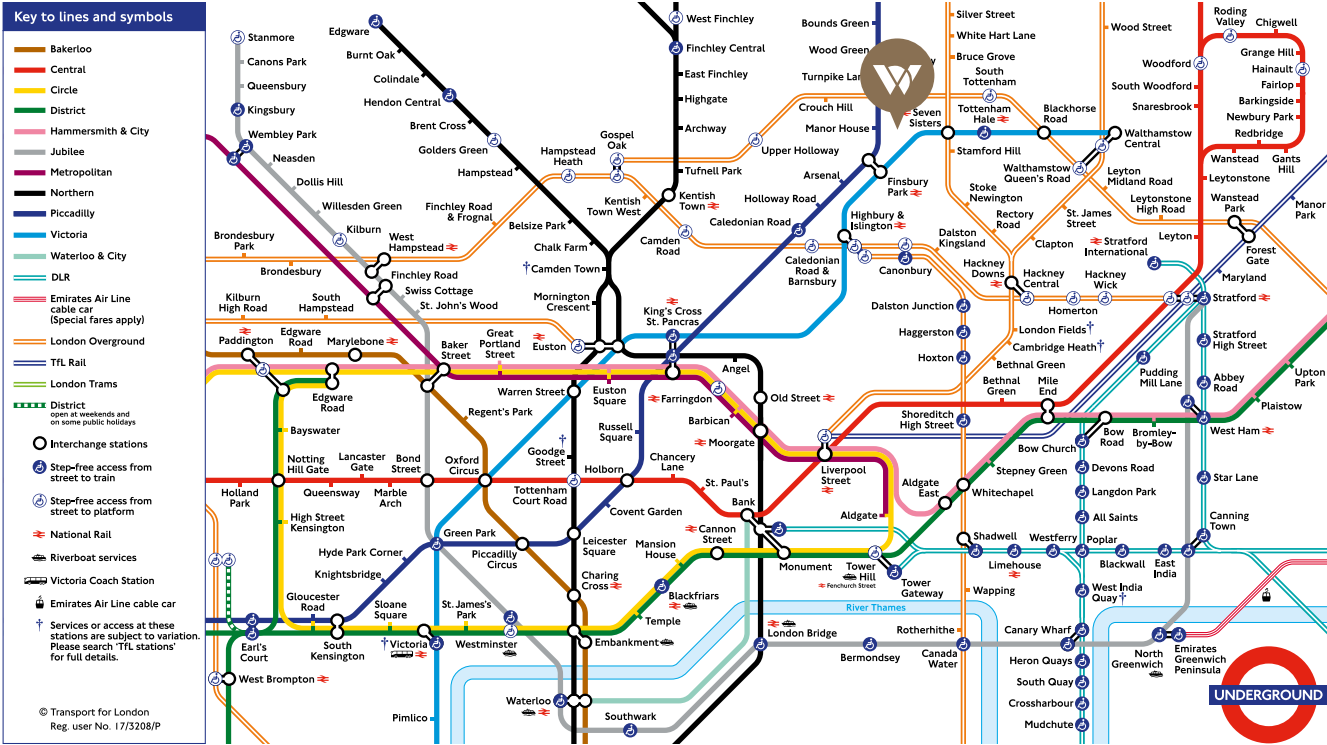 Key to lines and symbols
Bakerloo
Central
Circle
District
Hammersmith & City
Jubilee
Metropolitan
Northern
Piccadilly
Victoria
Waterloo & City
DLR
Emirates Air Line
cable car
(Special fares apply)
London Overground
TfL Rail
London Trams
District
open at weekends and
on some public holidays
Interchange stations
Step-free access from
street to train
Step-free access from
street to platform
National Rail
Riverboat services
Victoria Coach Station
Emirates Air Line cable car
† Services or access at these
stations are subject to variation.
Please search 'TfL stations'
for full details.
© Transport for London
Reg. user No. 17/3208/P
Stanmore
Canons Park
Queensbury
Kingsbury
Wembley Park
Neasden
Dollis Hill
Willesden Green
Kilburn
West
Hampstead
Finchley Road
Swiss Cottage
St. John's Wood
Edgware
Burnt Oak
Colindale
Hendon Central
Brent Cross
Golders Green
Hampstead
Belsize Park
Chalk Farm
†Camden Town
Mornington
Crescent
West Finchley
Finchley Central
East Finchley
Highgate
Archway
Tufnell Park
Kentish
Town
Gospel
Oak
Hampstead
Heath
Kentish
Town West
Finchley Road
& Frognal
Camden
Road
Brondesbury
Park
Brondesbury
Kilburn
High Road
South
Hampstead
Bounds Green
Wood Green
Turnpike Lan
Crouch Hill
Manor House
Upper Holloway
Arsenal
Holloway Road
Caledonian Road
Finsbury
Park
Highbury &
Islington
Caledonian
Road &
Barnsbury
Canonbury
Silver Street
White Hart Lane
Bruce Grove
South
Tottenham
Seven
Sisters
Tottenham
Hale
Blackhorse
Road
Stamford Hill
Walthamstow
Central
Walthamstow
Queen's Road
Wood Street
Stoke
Newington
Rectory
Road
St. James
Street
Clapton
Leyton
Midland Road
Leytonstone
High Road
Dalston
Kingsland
Hackney
Downs
Hackney
Central
Hackney
Wick
Homerton
Stratford
International
Roding
Valley
Chigwell
Grange Hill
Hainault
Fairlop
Barkingside
Newbury Park
Redbridge
Gants
Hill
Wanstead
Woodford
South Woodford
Snaresbrook
Leytonstone
Wanstead
Park
Manor
Park
Leyton
Forest
Gate
Maryland
Stratford
Stratford
High Street
Abbey
Road
West Ham
Upton
Park
Plaistow
Pudding
Mill Lane
Dalston Junction
Haggerston
Hoxton
London Fields†
Cambridge Heath†
Bethnal Green
Bethnal
Green
Mile
End
Shoreditch
High Street
Bow
Road
Bromley-
by-Bow
Bow Church
Stepney Green
Devons Road
Langdon Park
All Saints
Poplar
Star Lane
Canning
Town
Paddington
Edgware
Road
Marylebone
Baker
Street
Great
Portland
Street
Euston
King's Cross
St. Pancras
Angel
Warren Street
Euston
Square
Farringdon
Barbican
Moorgate
Old Street
Edgware
Road
Bayswater
Regent's Park
Russell
Square
Goodge
Street
Notting
Hill Gate
Lancaster
Gate
Bond
Street
Oxford
Circus
Holborn
Chancery
Lane
St. Paul's
Liverpool
Street
Aldgate
East
Whitechapel
Holland
Park
Queensway
Marble
Arch
Tottenham
Court Road
Bank
Aldgate
Covent Garden
High Street
Kensington
Hyde Park Corner
Green Park
Piccadilly
Circus
Leicester
Square
Cannon
Street
Mansion
House
Monument
Tower
Hill
Fenchurch Street
Tower
Gateway
Shadwell
Limehouse
Westferry
Blackwall
East
India
Knightsbridge
Charing
Cross
Blackfriars
Temple
Wapping
West India
Quay†
Gloucester
Road
Sloane
Square
St. James's
Park
River Thames
London Bridge
Rotherhithe
Canary Wharf
Earl's
Court
South
Kensington
†Victoria
Westminster
Embankment
Bermondsey
Canada
Water
Heron Quays
South Quay
Crossharbour
Mudchute
North
Greenwich
Emirates
Greenwich
Peninsula
West Brompton
Pimlico
Waterloo
Southwark
UNDERGROUND